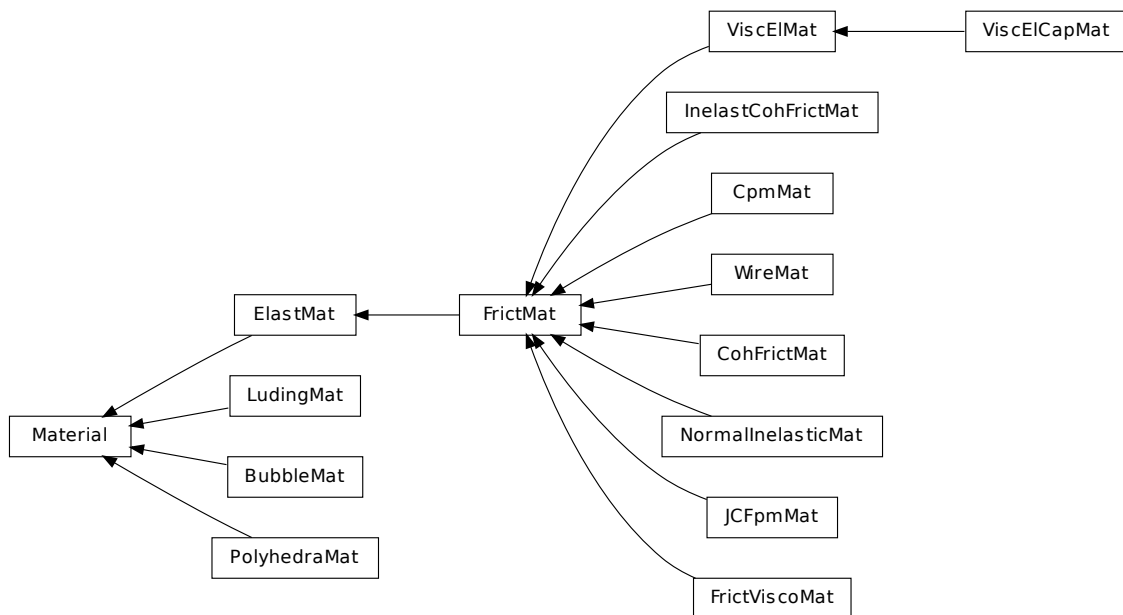 ViscElMat
ViscElCapMat
InelastCohFrictMat
CpmMat
WireMat
ElastMat
FrictMat
CohFrictMat
LudingMat
Material
NormalInelasticMat
BubbleMat
JCFpmMat
PolyhedraMat
FrictViscoMat